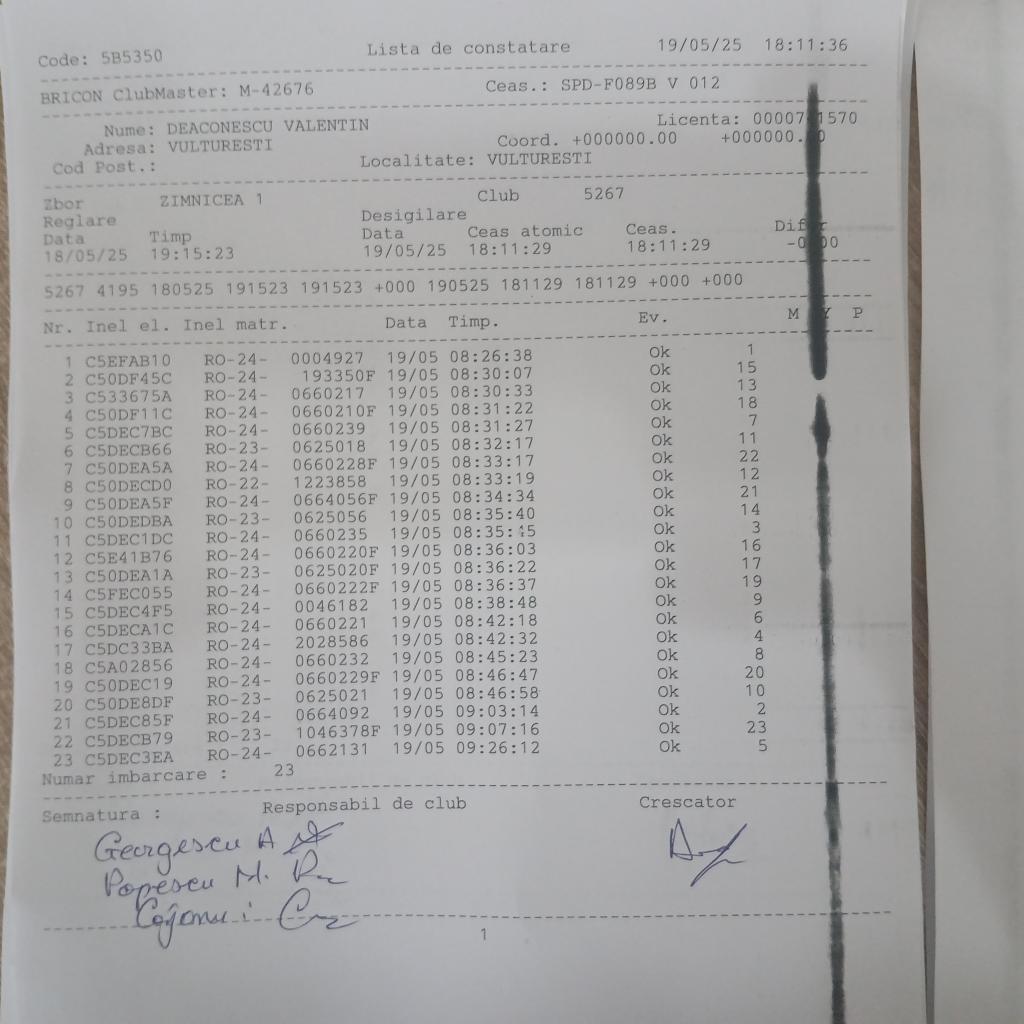 Code: 5B5350 Lista de constatare 19/05/25 18:11:36
BRICON ClubMaster: M-42676 Ceas.: SPD-F089B V 012
Nume: DEACONESCU VALENTIN Licenta: 00007 1570
Adresa: VULTURESTI Coord. +000000.00 +000000. 0
Cod Post.: Localitate: VULTURESTI
Zbor ZIMNICEA 1 Club 5267
Reglare Desigilare
Data Timp Data Ceas atomic Ceas. Difer
18/05/25 19:15:23 19/05/25 18:11:29 18:11:29 -0 00
5267 4195 180525 191523 191523 +000 190525 181129 181129 +000 +000
Nr. Inel el. Inel matr. Data Timp. Ev. M Y P
1 C5EFAB10 RO-24- 0004927 19/05 08:26:38 Ok 1
2 C50DF45C RO-24- 193350F 19/05 08:30:07 Ok 15
3 C533675A RO-24- 0660217 19/05 08:30:33 Ok 13
4 C50DF11C RO-24- 0660210F 19/05 08:31:22 Ok 18
5 C5DEC7BC RO-24- 0660239 19/05 08:31:27 Ok 7
6 C5DECB66 RO-23- 0625018 19/05 08:32:17 Ok 11
7 C50DEA5A RO-24- 0660228F 19/05 08:33:17 Ok 22
8 C50DECD0 RO-22- 1223858 19/05 08:33:19 Ok 12
9 C50DEA5F RO-24- 0664056F 19/05 08:34:34 Ok 21
10 C50DEDBA RO-23- 0625056 19/05 08:35:40 Ok 14
11 C5DEC1DC RO-24- 0660235 19/05 08:35:45 Ok 3
12 C5E41B76 RO-24- 0660220F 19/05 08:36:03 Ok 16
13 C50DEA1A RO-23- 0625020F 19/05 08:36:22 Ok 17
14 C5FEC055 RO-24- 0660222F 19/05 08:36:37 Ok 19
15 C5DEC4F5 RO-24- 0046182 19/05 08:38:48 Ok 9
16 C5DECA1C RO-24- 0660221 19/05 08:42:18 Ok 6
17 C5DC33BA RO-24- 2028586 19/05 08:42:32 Ok 4
18 C5A02856 RO-24- 0660232 19/05 08:45:23 Ok 8
19 C50DEC19 RO-24- 0660229F 19/05 08:46:47 Ok 20
20 C50DE8DF RO-23- 0625021 19/05 08:46:58 Ok 10
21 C5DEC85F RO-24- 0664092 19/05 09:03:14 Ok 2
22 C5DECB79 RO-23- 1046378F 19/05 09:07:16 Ok 23
23 C5DEC3EA RO-24- 0662131 19/05 09:26:12 Ok 5
Numar imbarcare : 23
Semnatura : Responsabil de club Crescator
Georgescu A
Popescu M.
1